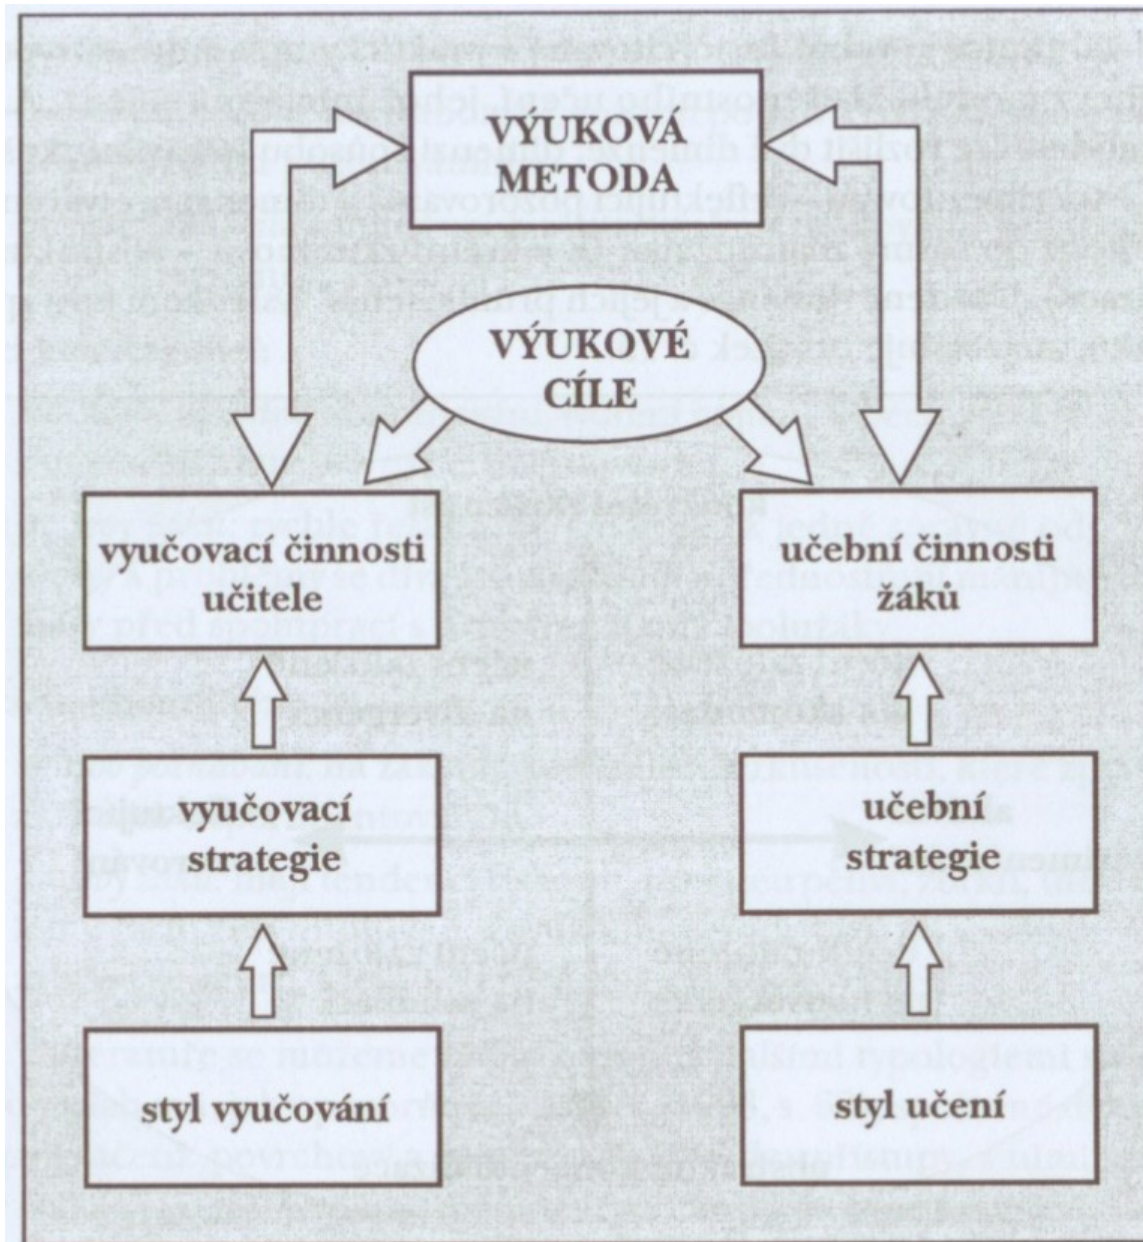 VÝUKOVÁ
METODA
VÝUKOVÉ
CÍLE
vyučovací činnosti
učitele
učební činnosti
žáků
vyučovací
strategie
učební
strategie
styl vyučování
styl učení